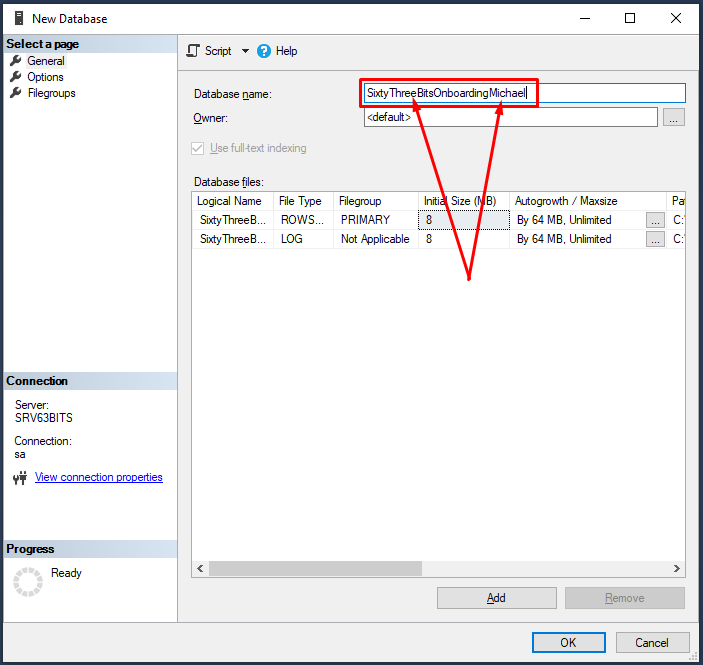 New Database
Select a page
General
Options
Filegroups
Script
Help
Database name:
SixtyThreeBitsOnboardingMichael
Owner:
<default>
...
Use full-text indexing
Database files:
Logical Name File Type Filegroup Initial Size (MB) Autogrowth / Maxsize Pat
SixtyThreeB... ROWS... PRIMARY 8 By 64 MB, Unlimited ... C:\
SixtyThreeB... LOG Not Applicable 8 By 64 MB, Unlimited ... C:\
Connection
Server:
SRV63BITS
Connection:
sa
View connection properties
Progress
Ready
Add
Remove
OK
Cancel